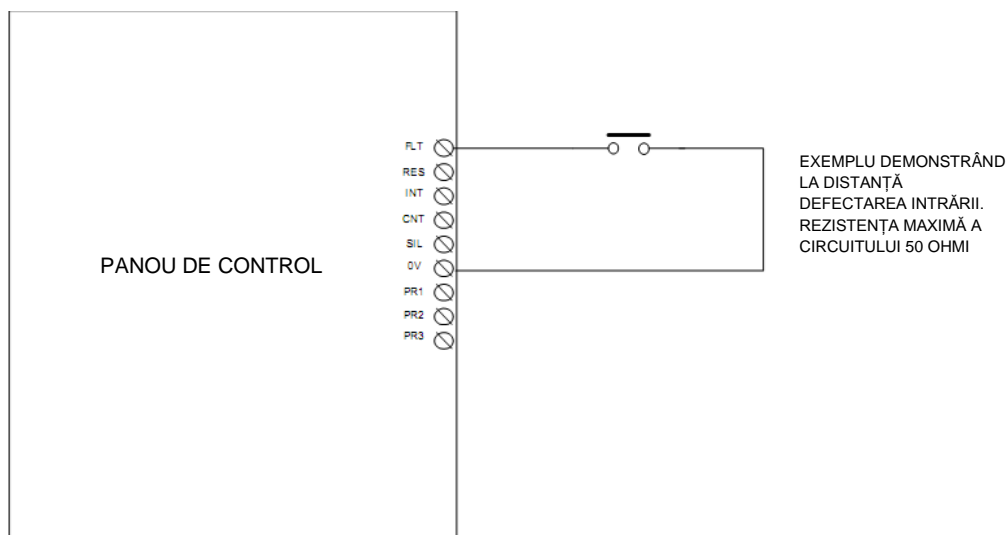 FLT
RES
INT
CNT
SIL
PANOU DE CONTROL
0V
PR1
PR2
PR3
EXEMPLU DEMONSTRÂND
LA DISTANȚĂ
DEFECTAREA INTRĂRII.
REZISTENȚA MAXIMĂ A
CIRCUITULUI 50 OHMI